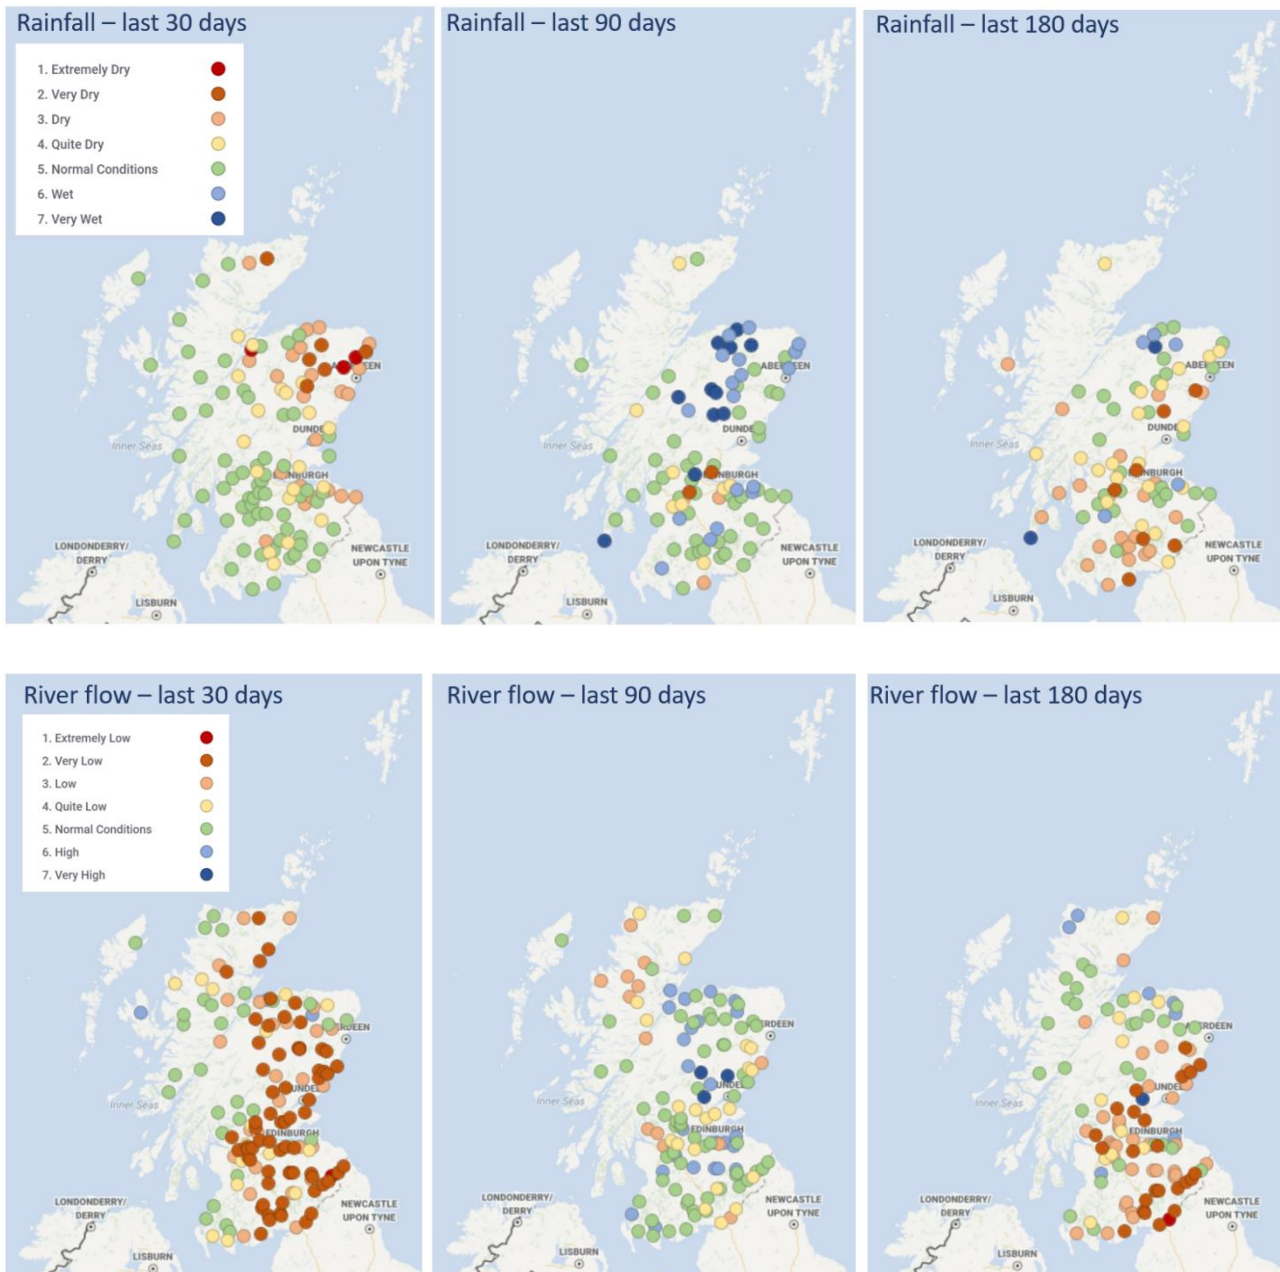 Rainfall – last 30 days
1. Extremely Dry
2. Very Dry
3. Dry
4. Quite Dry
5. Normal Conditions
6. Wet
7. Very Wet
Inner Seas
LONDONDERRY/
DERRY
LISBURN
NEWCASTLE
UPON TYNE
Rainfall – last 90 days
Inner Seas
LONDONDERRY/
DERRY
LISBURN
NEWCASTLE
UPON TYNE
Rainfall – last 180 days
DUNDEE
Inner Seas
LONDONDERRY/
DERRY
LISBURN
NEWCASTLE
UPON TYNE
River flow – last 30 days
1. Extremely Low
2. Very Low
3. Low
4. Quite Low
5. Normal Conditions
6. High
7. Very High
Inner Seas
EDINBURGH
LONDONDERRY/
DERRY
LISBURN
NEWCASTLE
UPON TYNE
River flow – last 90 days
Inner Seas
EDINBURGH
LONDONDERRY/
DERRY
LISBURN
NEWCASTLE
UPON TYNE
River flow – last 180 days
Inner Seas
EDINBURGH
LONDONDERRY/
DERRY
LISBURN
NEWCASTLE
UPON TYNE